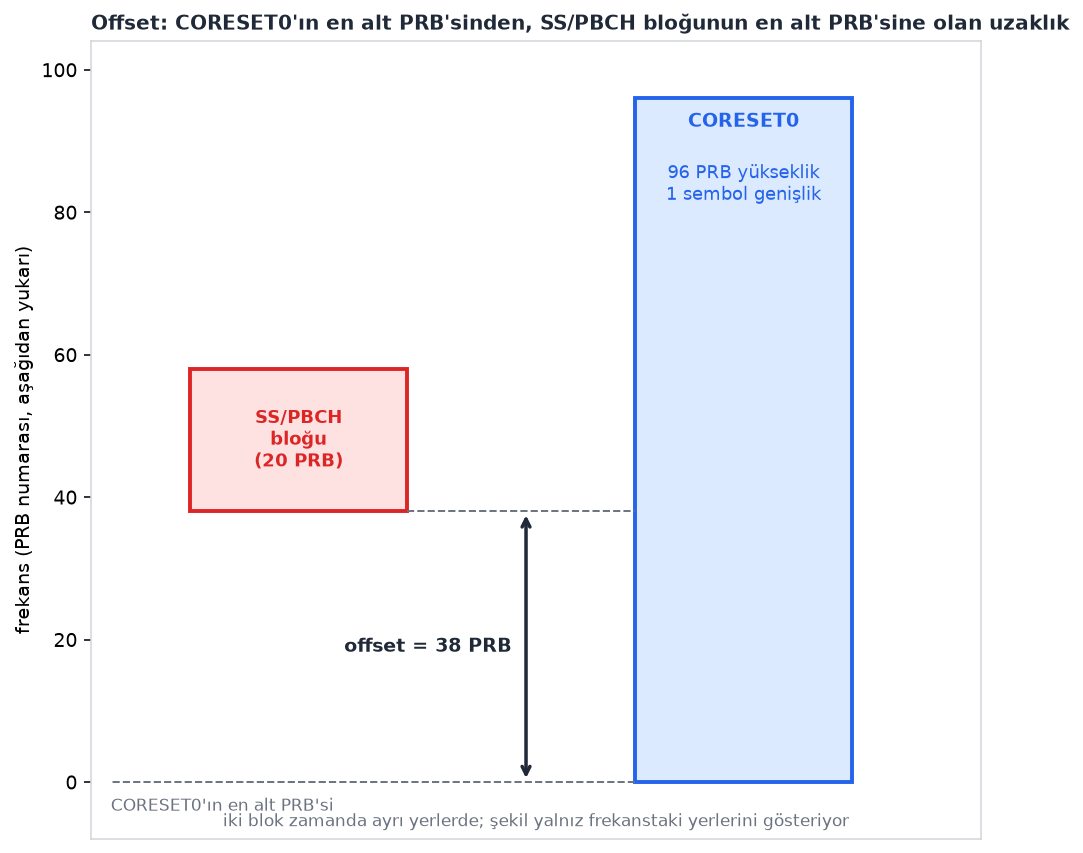 Offset: CORESET0'ın en alt PRB'sinden, SS/PBCH bloğunun en alt PRB'sine olan uzaklık
frekans (PRB numarası, aşağıdan yukarı)
100
80
60
40
20
0
CORESET0
96 PRB yükseklik
1 sembol genişlik
SS/PBCH
bloğu
(20 PRB)
offset = 38 PRB
CORESET0'ın en alt PRB'si
iki blok zamanda ayrı yerlerde; şekil yalnız frekanstaki yerlerini gösteriyor